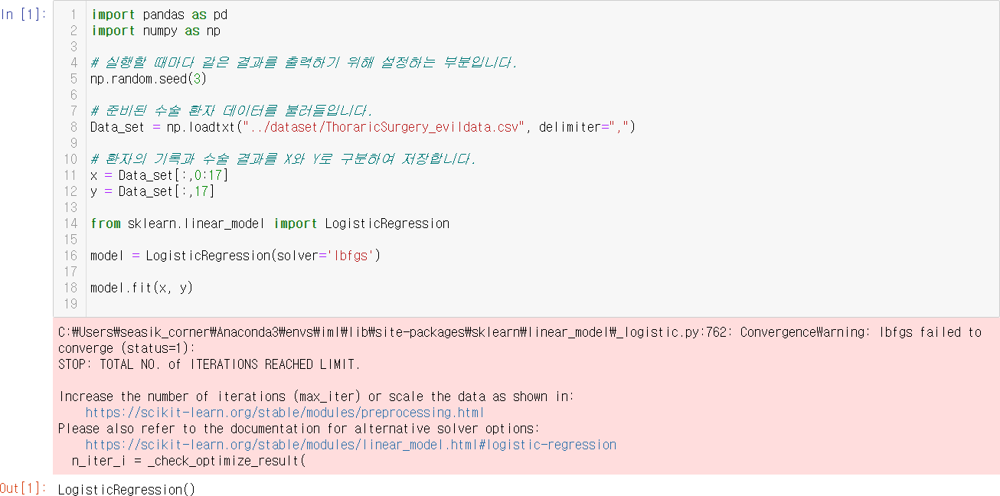 In [1]:
1 import pandas as pd
2 import numpy as np
3
4 # 실행할 때마다 같은 결과를 출력하기 위해 설정하는 부분입니다.
5 np.random.seed(3)
6
7 # 준비된 수술 환자 데이터를 불러들입니다.
8 Data_set = np.loadtxt("../dataset/ThoraricSurgery_evildata.csv", delimiter=",")
9
10 # 환자의 기록과 수술 결과를 X와 Y로 구분하여 저장합니다.
11 x = Data_set[:,0:17]
12 y = Data_set[:,17]
13
14 from sklearn.linear_model import LogisticRegression
15
16 model = LogisticRegression(solver='lbfgs')
17
18 model.fit(x, y)
19
C:₩Users₩seasik_corner₩Anaconda3₩envs₩iml₩lib₩site-packages₩sklearn₩linear_model₩_logistic.py:762: ConvergenceWarning: lbfgs failed to
converge (status=1):
STOP: TOTAL NO. of ITERATIONS REACHED LIMIT.
Increase the number of iterations (max_iter) or scale the data as shown in:
https://scikit-learn.org/stable/modules/preprocessing.html
Please also refer to the documentation for alternative solver options:
https://scikit-learn.org/stable/modules/linear_model.html#logistic-regression
n_iter_i = _check_optimize_result(
Out[1]: LogisticRegression()